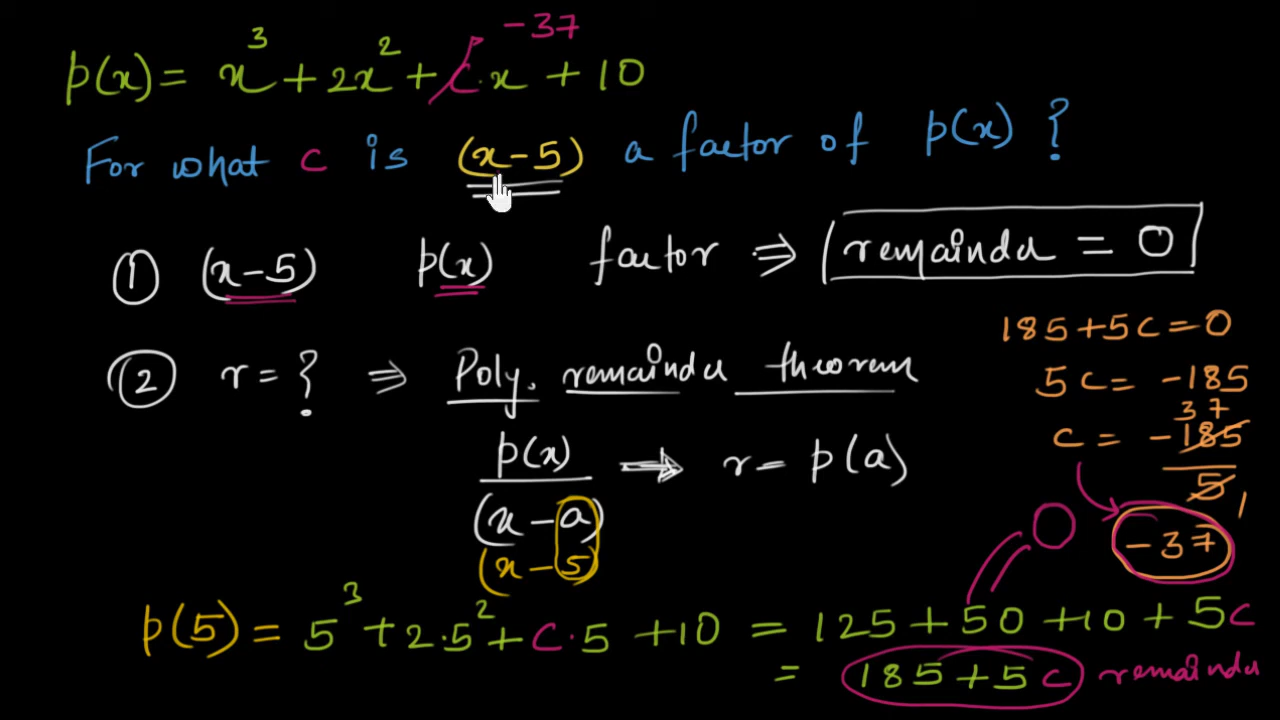 -37
p(x) = x³ + 2x² + c·x + 10
For what c is (x-5) a factor of p(x) ?
① (x-5) p(x) factor ⇒ remainder = 0
185+5c=0
② r = ? ⇒ Poly. remainder theorem
5c = -185
37
c = -185/5
1
p(x)/(x-a) → r = p(a)
(x-5)
0
-37
p(5) = 5³ + 2·5² + c·5 + 10 = 125 + 50 + 10 + 5c
= 185+5c remainder